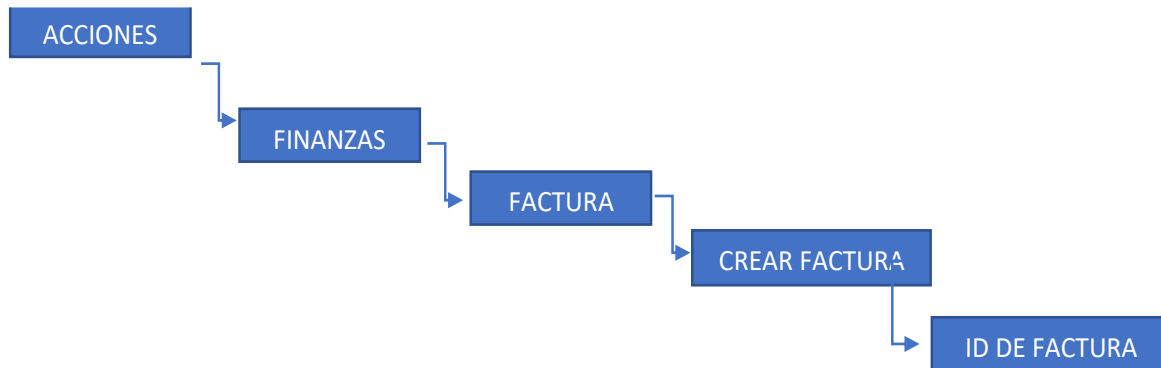 ACCIONES
FINANZAS
FACTURA
CREAR FACTURA
ID DE FACTURA